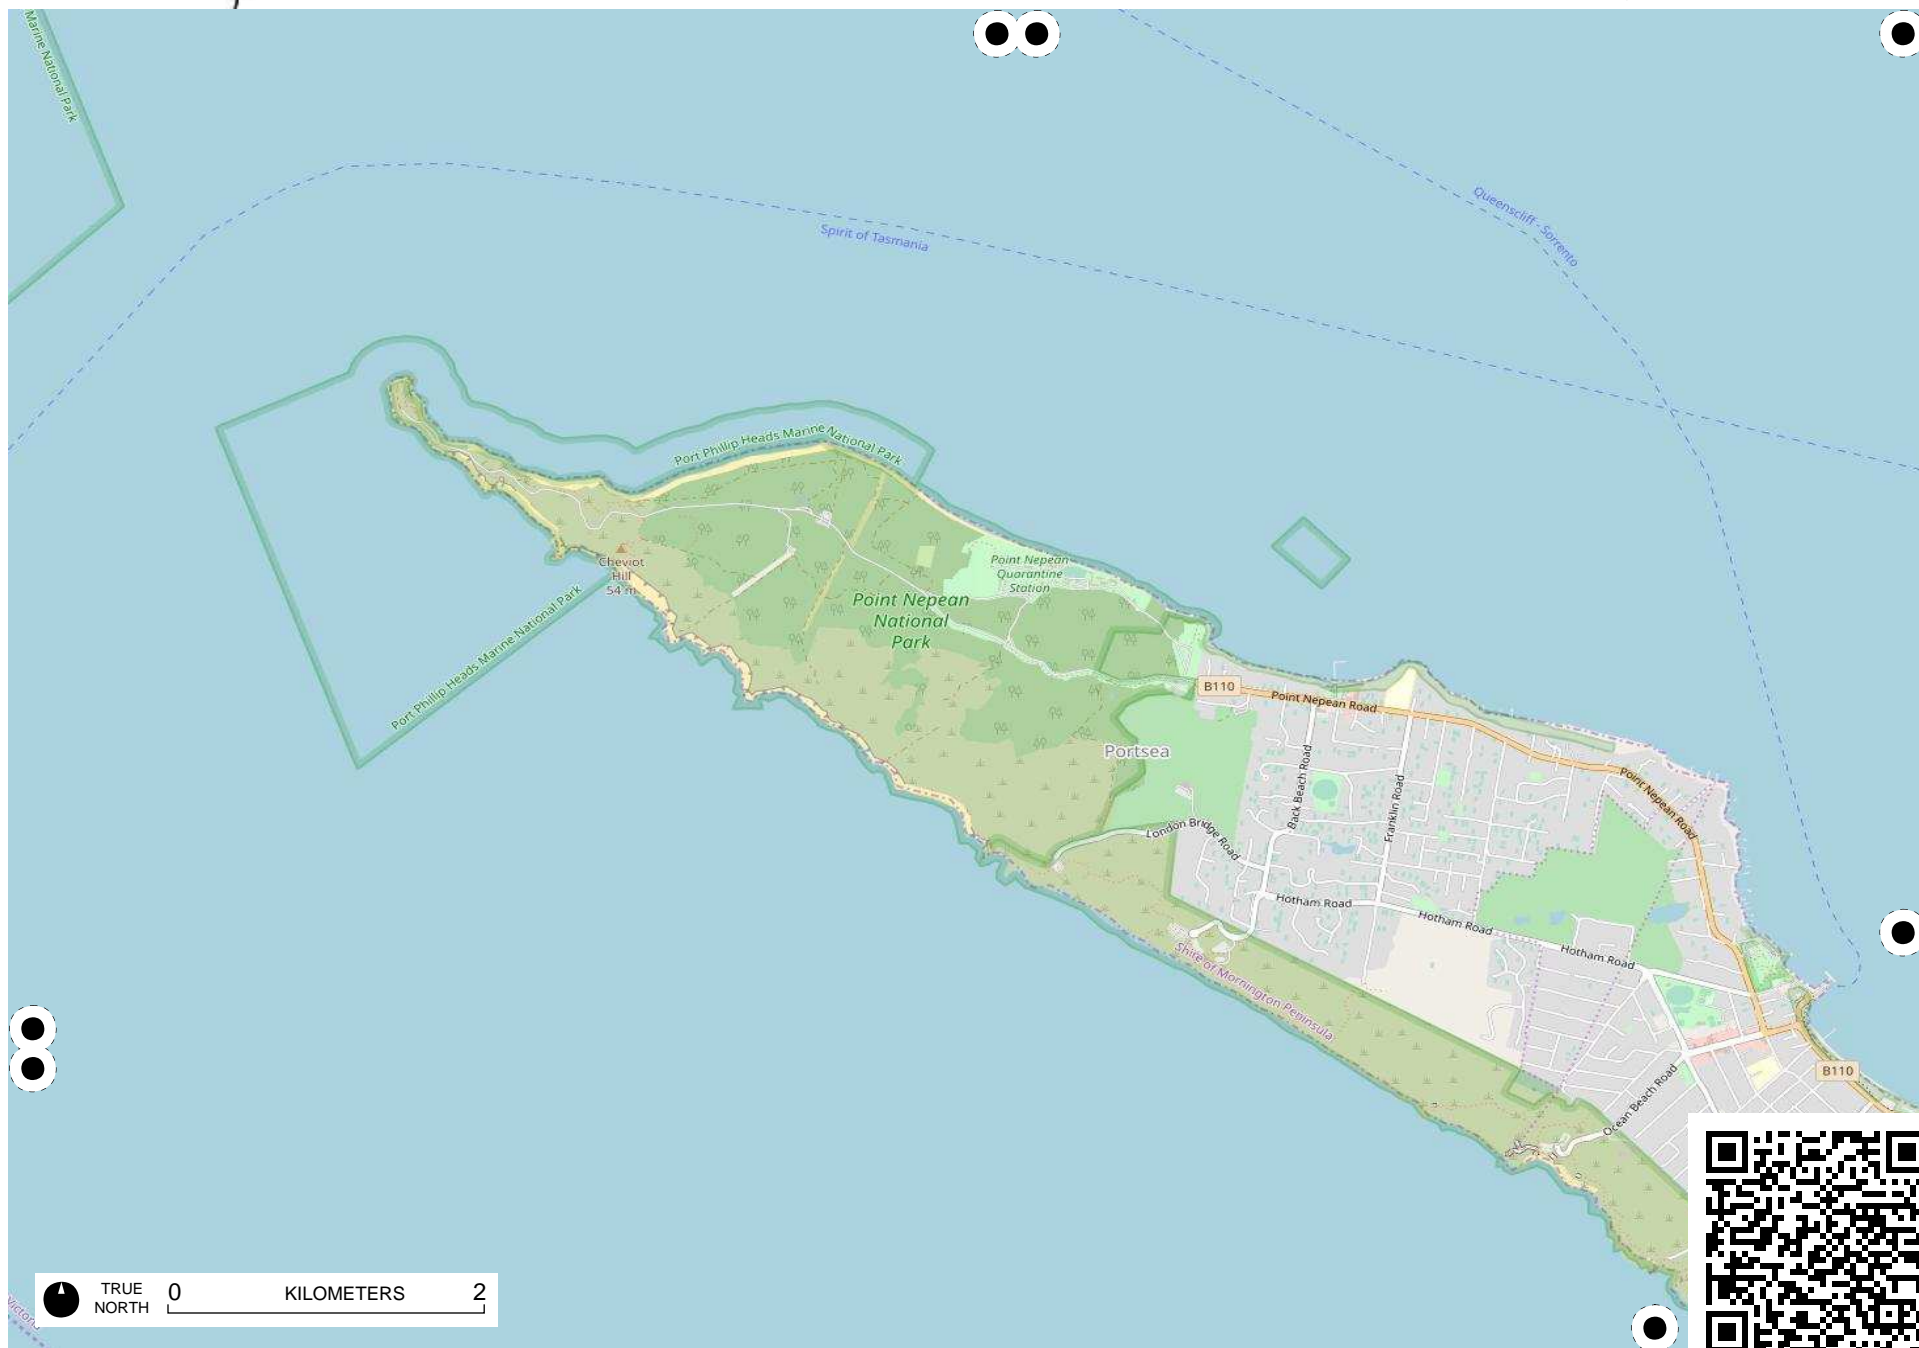 Marine National Park
Queenscliff - Sorrento
Spirit of Tasmania
Port Phillip Heads Marine National Park
Cheviot
Hill
54 m
Point Nepean
Quarantine
Station
Point Nepean
National
Park
Port Phillip Heads Marine National Park
B110
Point Nepean Road
Portsea
Back Beach Road
Franklin Road
Point Nepean Road
London Bridge Road
Hotham Road
Hotham Road
Hotham Road
Shire of Mornington Peninsula
B110
Ocean Beach Road
TRUE
NORTH
0 KILOMETERS 2
Victoria